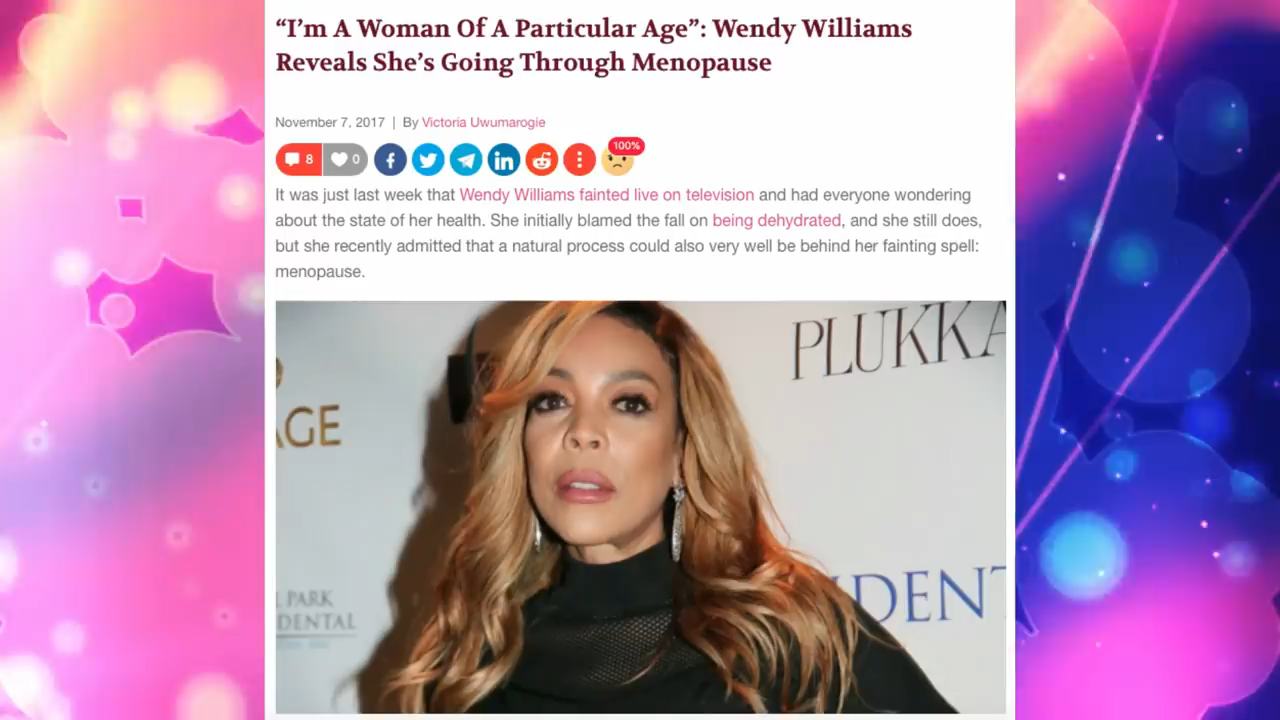 “I’m A Woman Of A Particular Age”: Wendy Williams
Reveals She’s Going Through Menopause
November 7, 2017 | By Victoria Uwumarogie
8
0
100%
It was just last week that Wendy Williams fainted live on television and had everyone wondering
about the state of her health. She initially blamed the fall on being dehydrated, and she still does,
but she recently admitted that a natural process could also very well be behind her fainting spell:
menopause.
PLUKKA
AGE
IDENT
L PARK
DENTAL